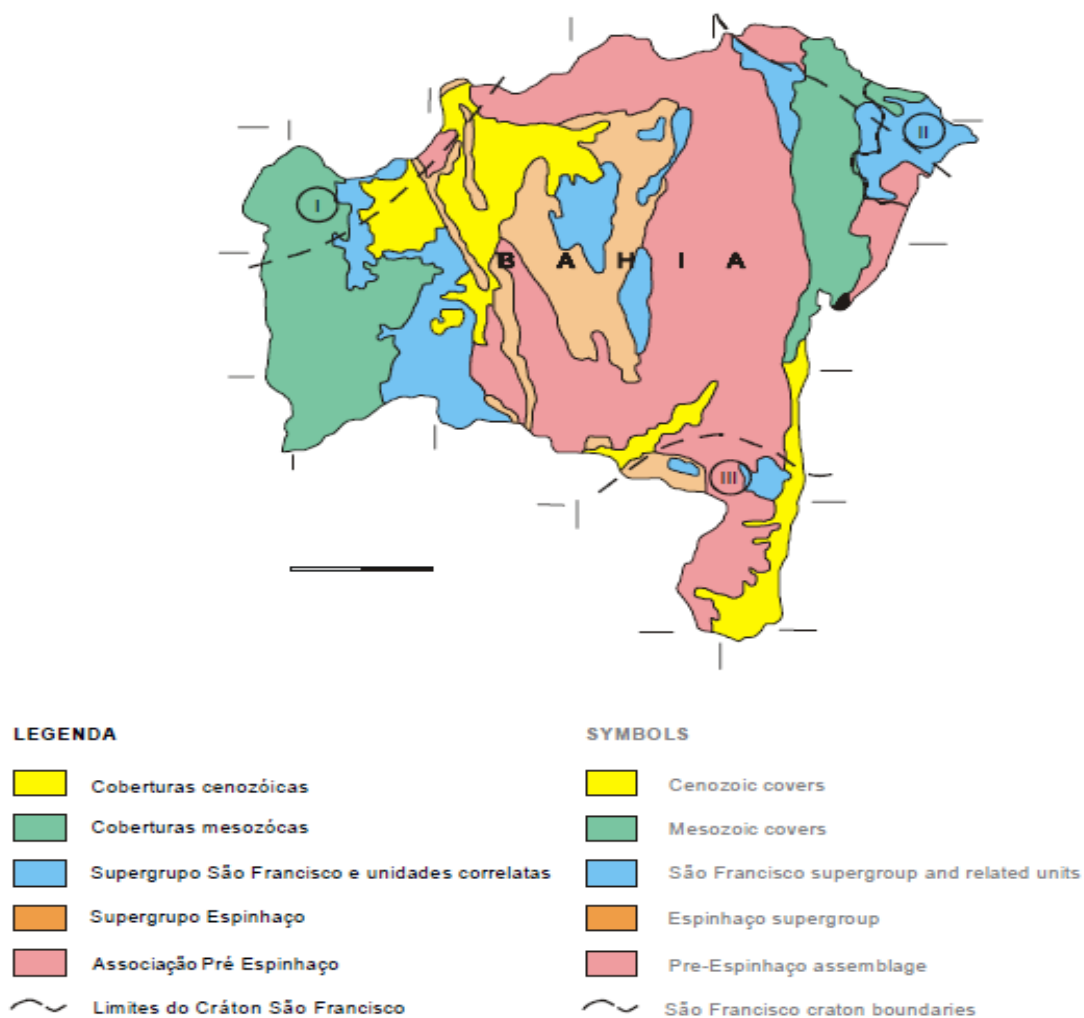 I
II
B A H I A
III
LEGENDA
Coberturas cenozóicas
Coberturas mesozócas
Supergrupo São Francisco e unidades correlatas
Supergrupo Espinhaço
Associação Pré Espinhaço
Limites do Cráton São Francisco
SYMBOLS
Cenozoic covers
Mesozoic covers
São Francisco supergroup and related units
Espinhaço supergroup
Pre-Espinhaço assemblage
São Francisco craton boundaries